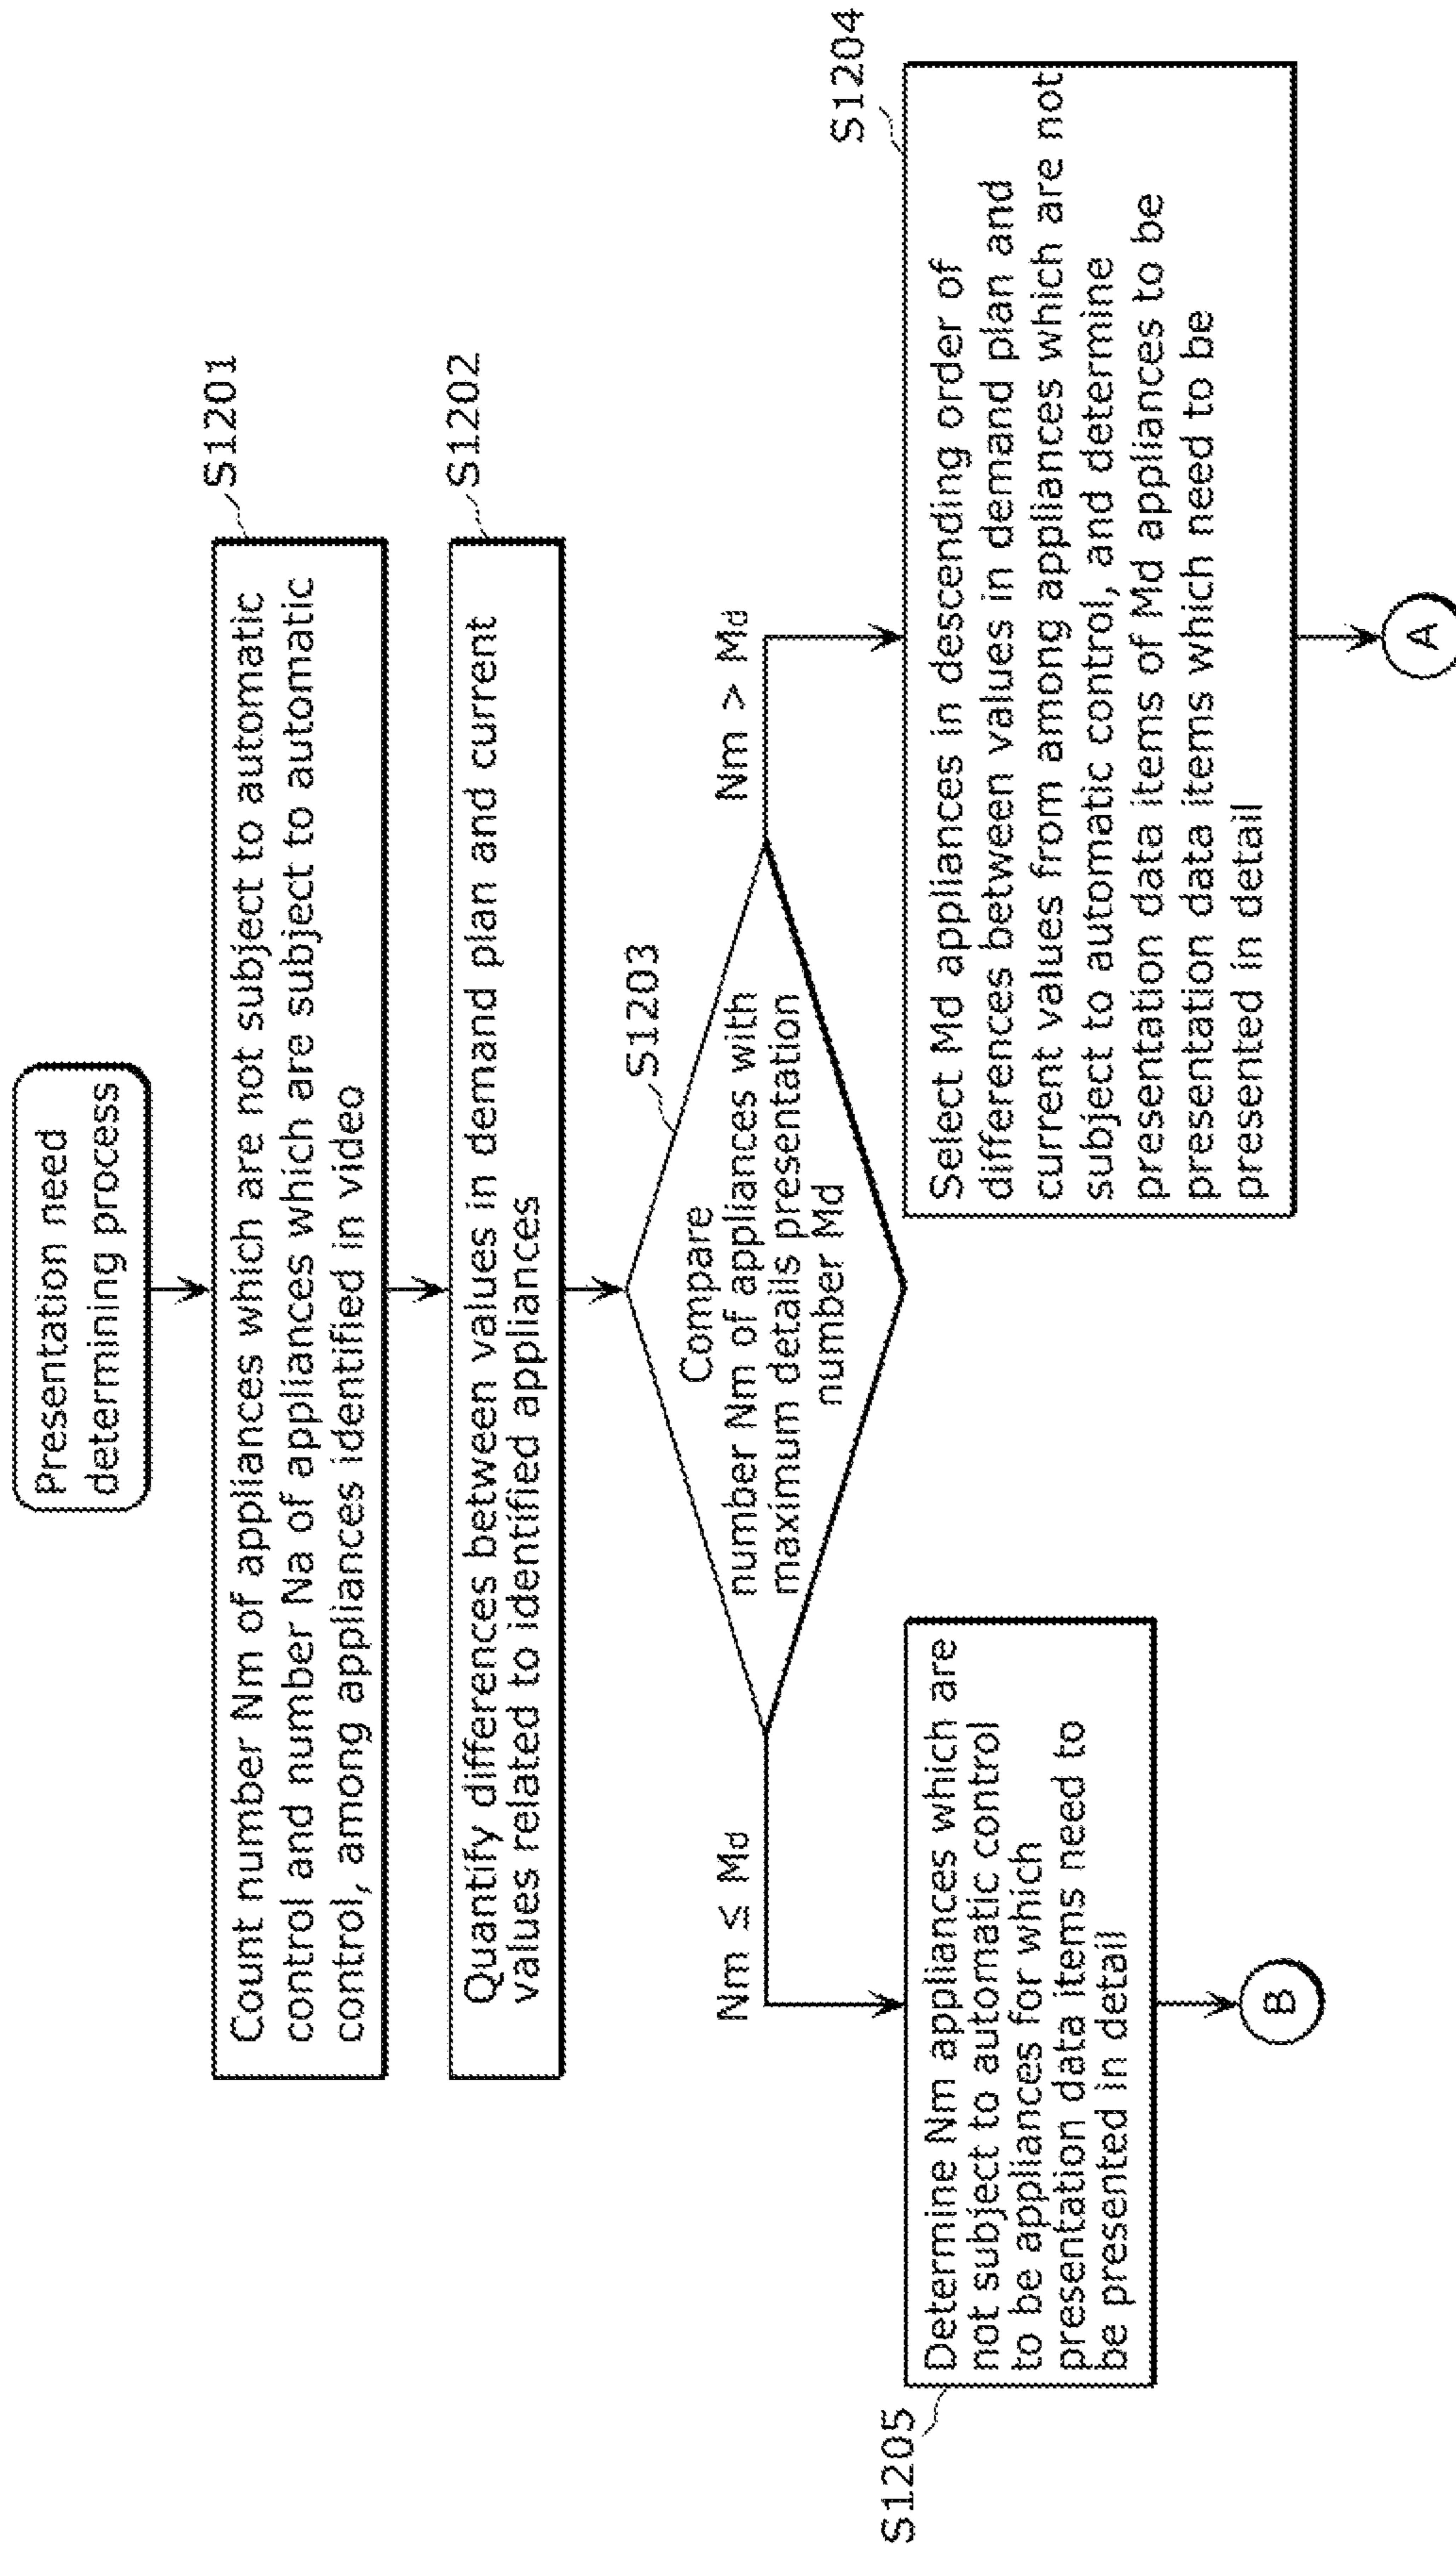 Presentation need
determining process
S1201
Count number Nm of appliances which are not subject to automatic
control and number Na of appliances which are subject to automatic
control, among appliances identified in video
S1202
Quantify differences between values in demand plan and current
values related to identified appliances
S1203
Compare
number Nm of appliances with
maximum details presentation
number Md
Nm ≦ Md
Nm > Md
S1205
Determine Nm appliances which are
not subject to automatic control
to be appliances for which
presentation data items need to
be presented in detail
B
S1204
Select Md appliances in descending order of
differences between values in demand plan and
current values from among appliances which are not
subject to automatic control, and determine
presentation data items of Md appliances to be
presentation data items which need to be
presented in detail
A